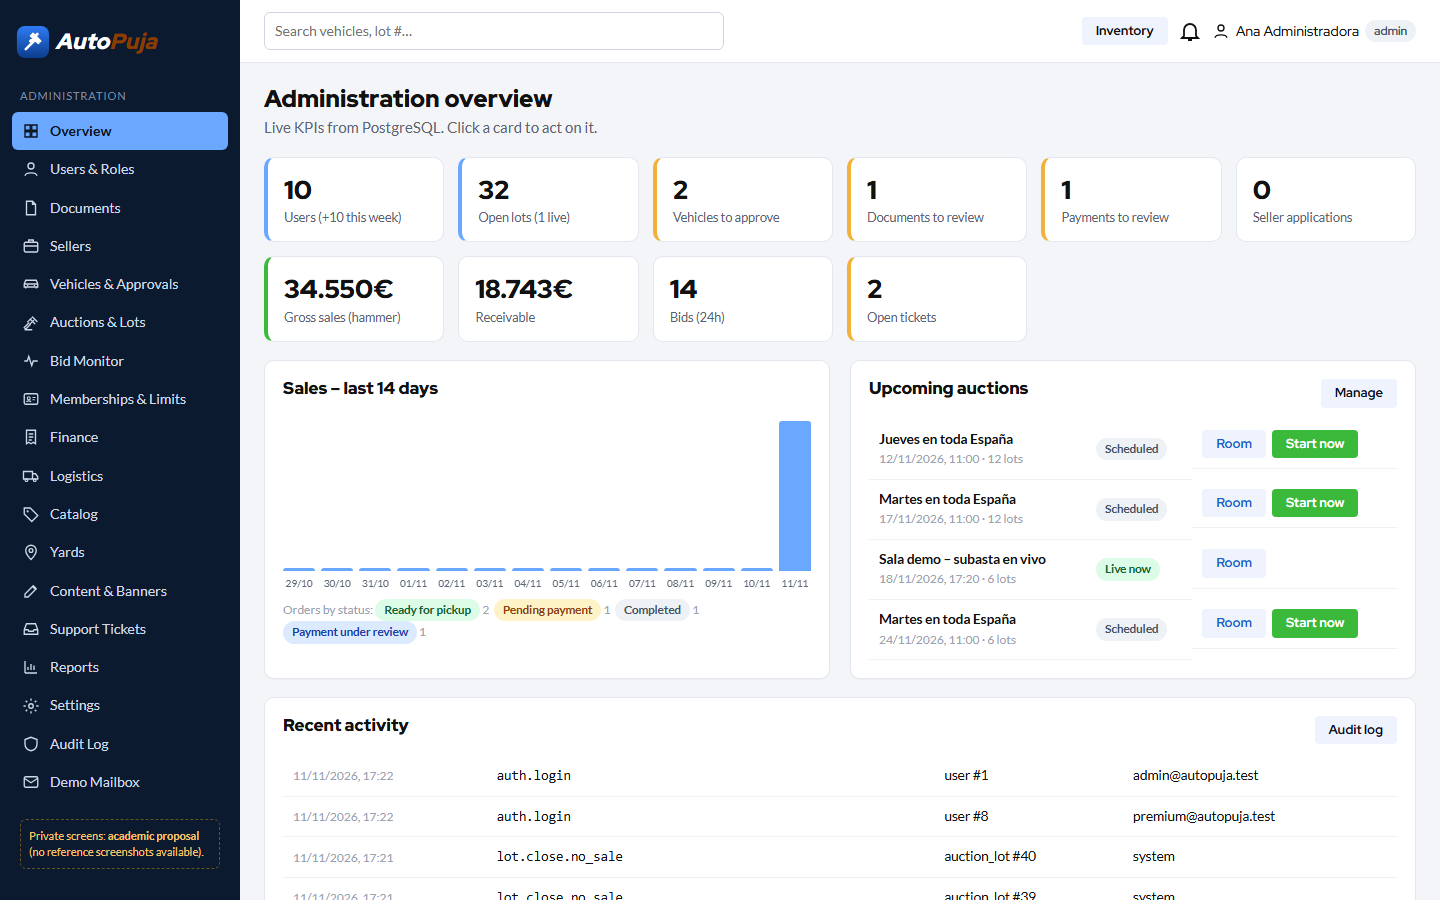 AutoPuja
ADMINISTRATION
Overview
Users & Roles
Documents
Sellers
Vehicles & Approvals
Auctions & Lots
Bid Monitor
Memberships & Limits
Finance
Logistics
Catalog
Yards
Content & Banners
Support Tickets
Reports
Settings
Audit Log
Demo Mailbox
Private screens: academic proposal
(no reference screenshots available).
Search vehicles, lot #...
Inventory
Ana Administradora
admin
Administration overview
Live KPIs from PostgreSQL. Click a card to act on it.
10
Users (+10 this week)
32
Open lots (1 live)
2
Vehicles to approve
1
Documents to review
1
Payments to review
0
Seller applications
34.550€
Gross sales (hammer)
18.743€
Receivable
14
Bids (24h)
2
Open tickets
Sales – last 14 days
29/10 30/10 31/10 01/11 02/11 03/11 04/11 05/11 06/11 07/11 08/11 09/11 10/11 11/11
Orders by status: Ready for pickup 2 Pending payment 1 Completed 1
Payment under review 1
Upcoming auctions
Manage
Jueves en toda España
12/11/2026, 11:00 · 12 lots
Scheduled
Room
Start now
Martes en toda España
17/11/2026, 11:00 · 12 lots
Scheduled
Room
Start now
Sala demo – subasta en vivo
18/11/2026, 17:20 · 6 lots
Live now
Room
Martes en toda España
24/11/2026, 11:00 · 6 lots
Scheduled
Room
Start now
Recent activity
Audit log
11/11/2026, 17:22 auth.login user #1 admin@autopuja.test
11/11/2026, 17:22 auth.login user #8 premium@autopuja.test
11/11/2026, 17:21 lot.close.no_sale auction_lot #40 system
11/11/2026, 17:21 lot.close.no_sale auction_lot #39 system